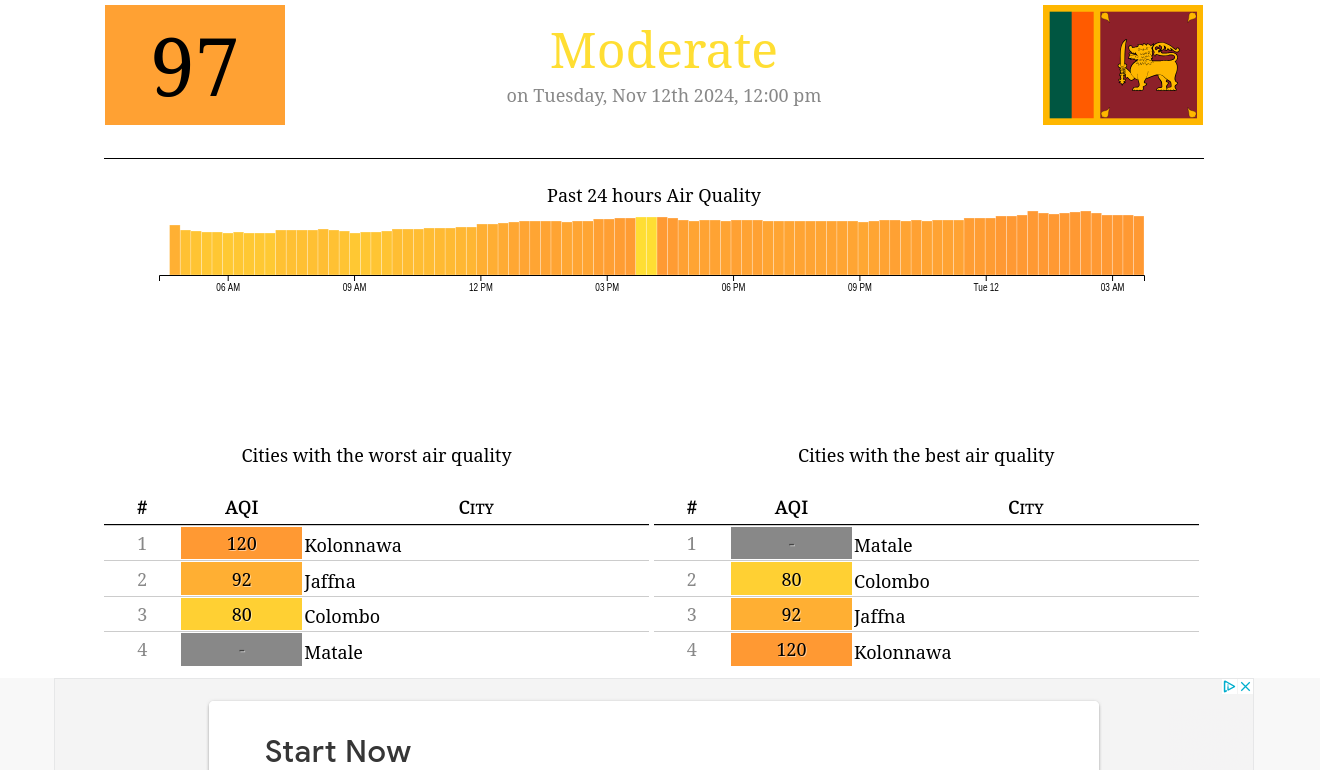 97
Moderate
on Tuesday, Nov 12th 2024, 12:00 pm
Past 24 hours Air Quality
06 AM 09 AM 12 PM 03 PM 06 PM 09 PM Tue 12 03 AM
Cities with the worst air quality
# AQI City
1 120 Kolonnawa
2 92 Jaffna
3 80 Colombo
4 - Matale
Cities with the best air quality
# AQI City
1 - Matale
2 80 Colombo
3 92 Jaffna
4 120 Kolonnawa
Start Now